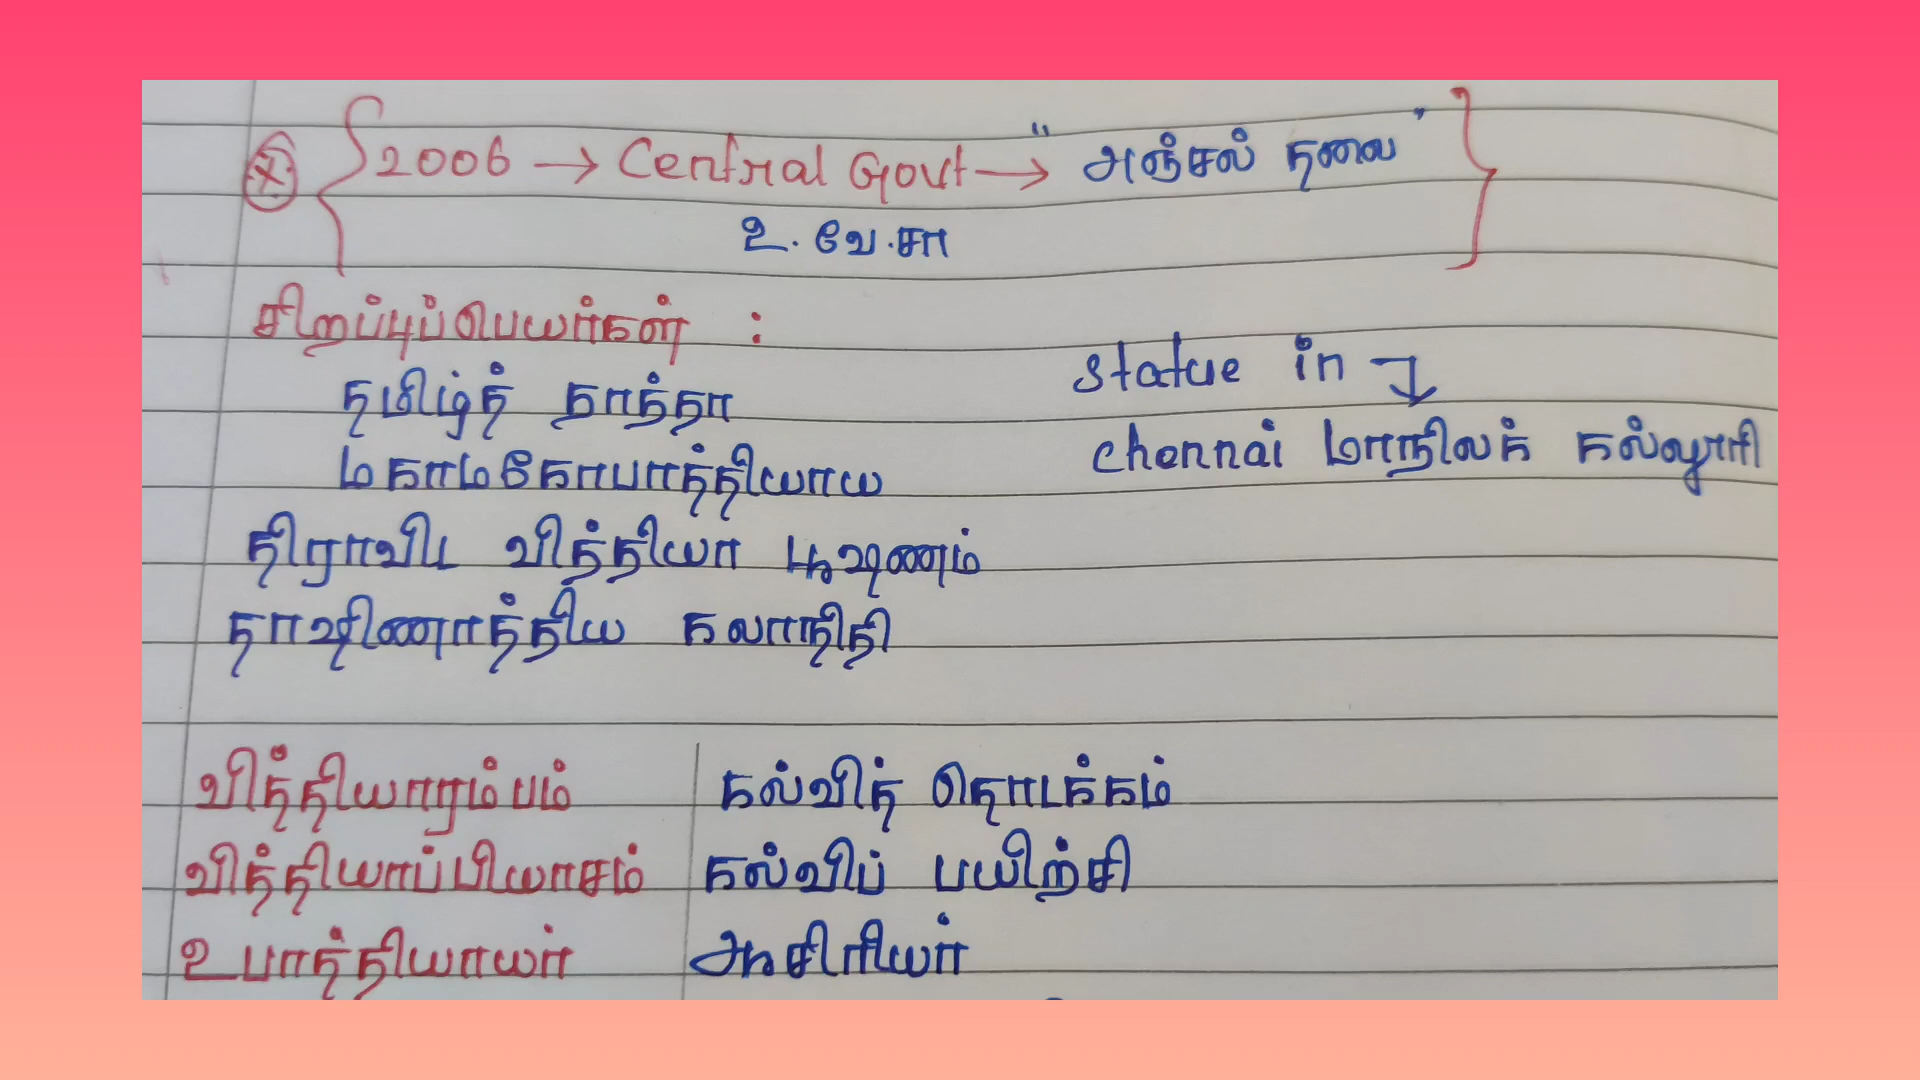 2006 → Central Govt → "அஞ்சல் தலை"
உ.வே.சா
சிறப்புப்பெயர்கள் :
தமிழ்த் தாத்தா
மகாமகோபாத்தியாய
திராவிட வித்தியா பூஷணம்
தாஷிணாத்திய கலாநிதி
statue in
chennai மாநிலக் கல்லூரி
வித்தியாரம்பம் கல்வித் தொடக்கம்
வித்தியாப்பியாசம் கல்விப் பயிற்சி
உபாத்தியாயர் ஆசிரியர்